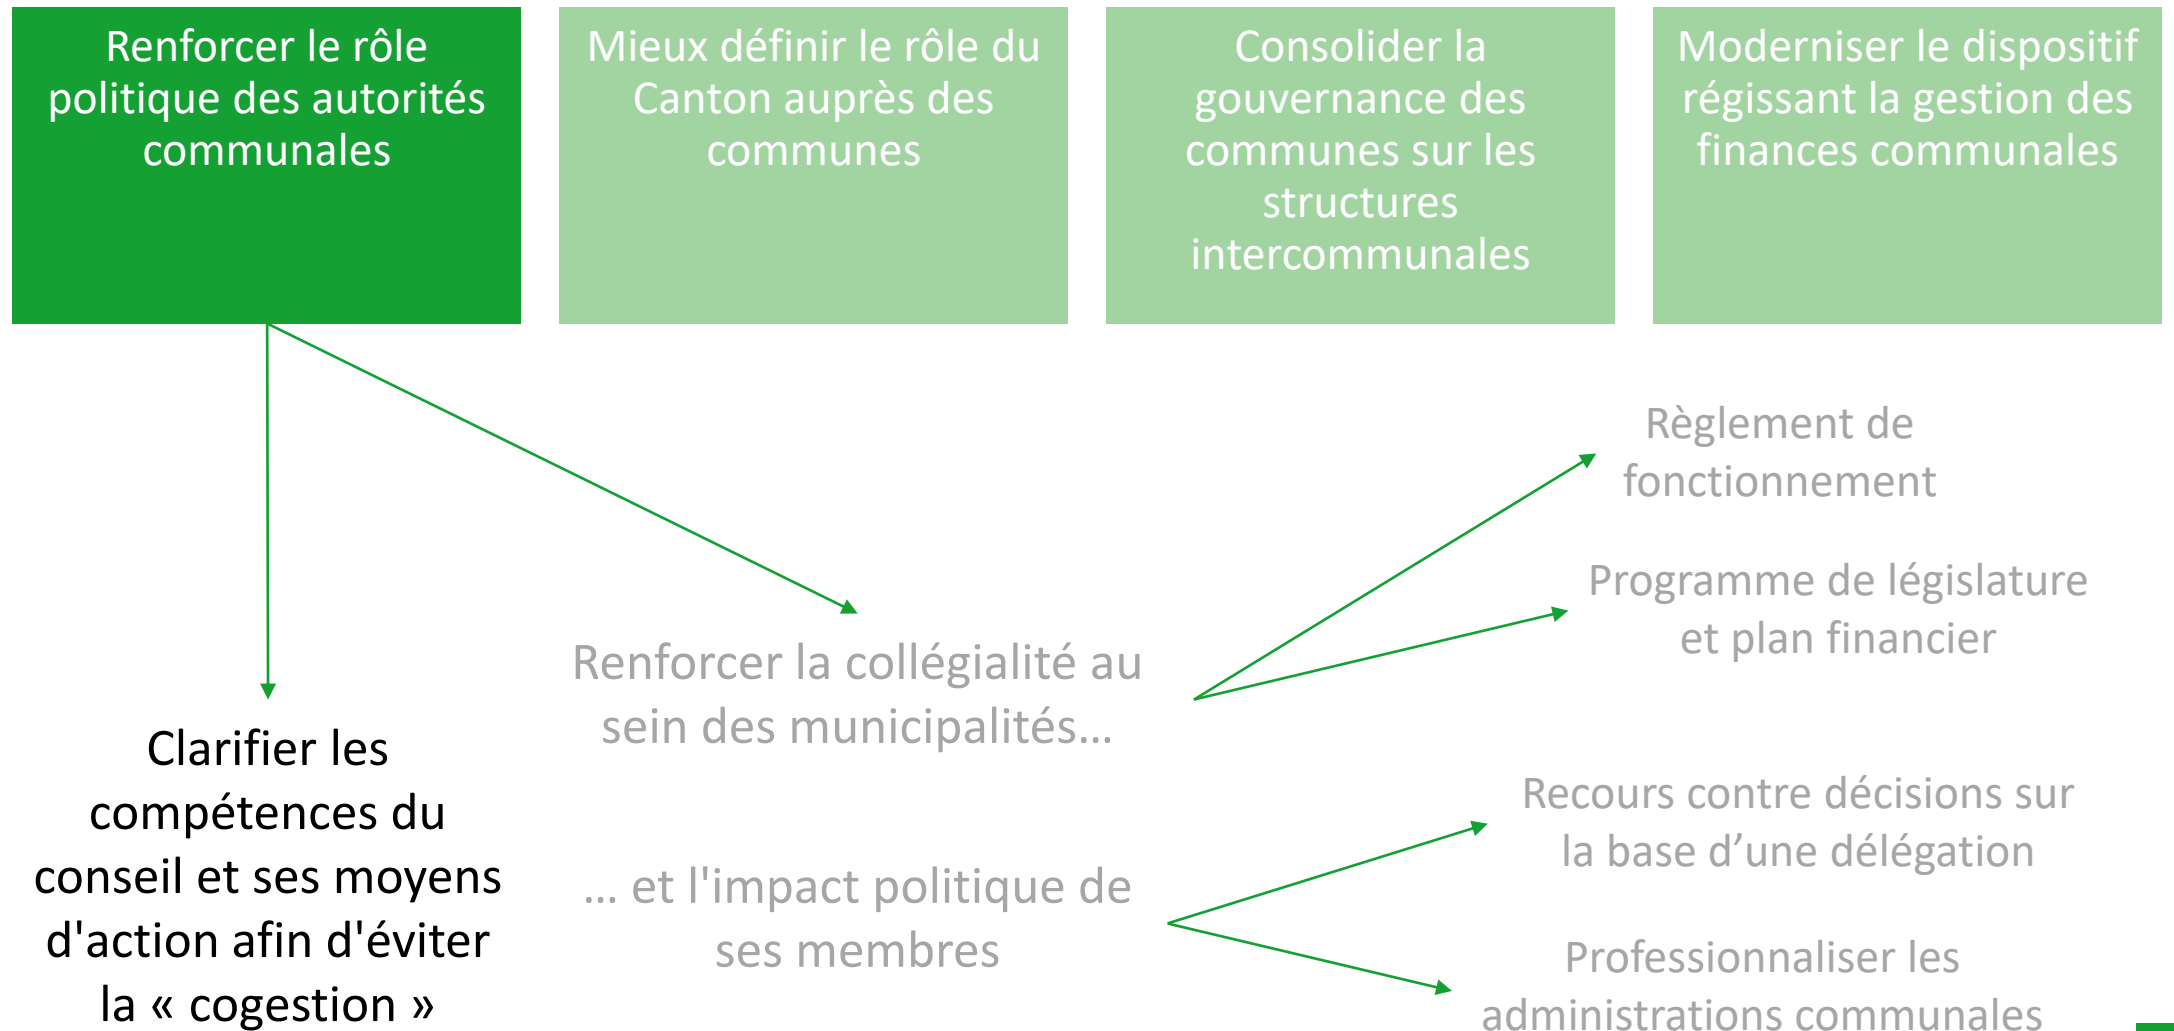 Renforcer le rôle
politique des autorités
communales
Mieux définir le rôle du
Canton auprès des
communes
Consolider la
gouvernance des
communes sur les
structures
intercommunales
Moderniser le dispositif
régissant la gestion des
finances communales
Clarifier les
compétences du
conseil et ses moyens
d'action afin d'éviter
la « cogestion »
Renforcer la collégialité au
sein des municipalités…
… et l'impact politique de
ses membres
Règlement de
fonctionnement
Programme de législature
et plan financier
Recours contre décisions sur
la base d’une délégation
Professionnaliser les
administrations communales